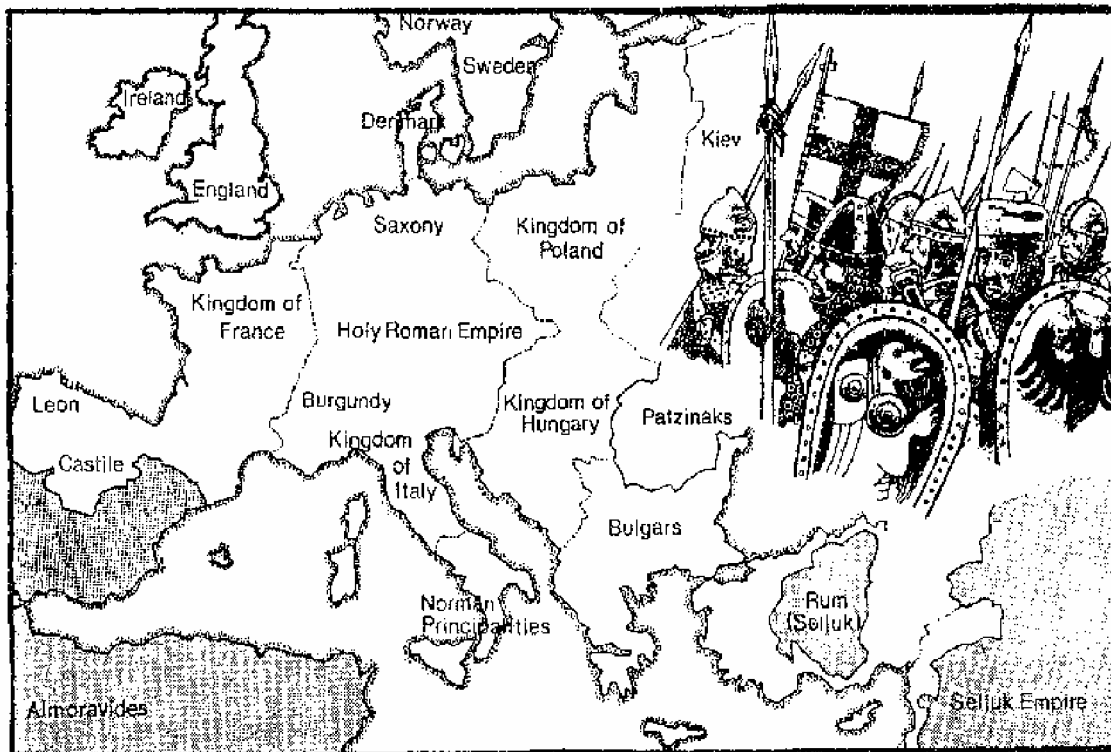 Norway
Sweden
Ireland
Denmark
Kiev
England
Saxony
Kingdom of
Poland
Kingdom of
France
Holy Roman Empire
Leon
Burgundy
Kingdom of
Hungary
Patzinaks
Castile
Kingdom
of
Italy
Bulgars
Norman
Principalities
Rum
(Seljuk)
Almoravides
Seljuk Empire